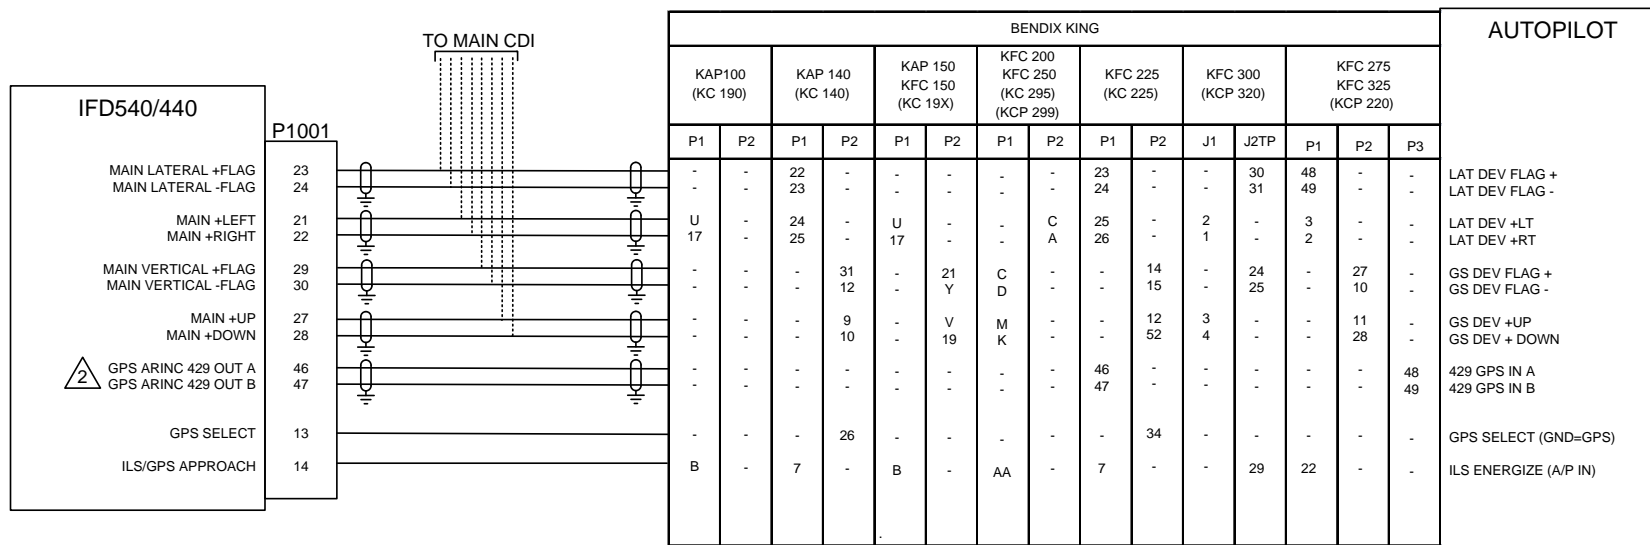 BENDIX KING
AUTOPILOT
TO MAIN CDI
KAP100
(KC 190)
KAP 140
(KC 140)
KAP 150
KFC 150
(KC 19X)
KFC 200
KFC 250
(KC 295)
(KCP 299)
KFC 225
(KC 225)
KFC 300
(KCP 320)
KFC 275
KFC 325
(KCP 220)
IFD540/440
P1001
P1 P2 P1 P2 P1 P2 P1 P2 P1 P2 J1 J2TP P1 P2 P3
MAIN LATERAL +FLAG 23 - - 22 - - - - - 23 - - 30 48 - - LAT DEV FLAG +
MAIN LATERAL -FLAG 24 - - 23 - - - - - 24 - - 31 49 - - LAT DEV FLAG -
MAIN +LEFT 21 U - 24 - U - - C 25 - 2 - 3 - - LAT DEV +LT
MAIN +RIGHT 22 17 - 25 - 17 - - A 26 - 1 - 2 - - LAT DEV +RT
MAIN VERTICAL +FLAG 29 - - - 31 - 21 C - - 14 - 24 - 27 - GS DEV FLAG +
MAIN VERTICAL -FLAG 30 - - - 12 - Y D - - 15 - 25 - 10 - GS DEV FLAG -
MAIN +UP 27 - - - 9 - V M - - 12 3 - - 11 - GS DEV +UP
MAIN +DOWN 28 - - - 10 - 19 K - - 52 4 - - 28 - GS DEV + DOWN
2
GPS ARINC 429 OUT A 46 - - - - - - - - 46 - - - - - 48 429 GPS IN A
GPS ARINC 429 OUT B 47 - - - - - - - - 47 - - - - - 49 429 GPS IN B
GPS SELECT 13 - - - 26 - - - - - 34 - - - - - GPS SELECT (GND=GPS)
ILS/GPS APPROACH 14 B - 7 - B - AA - 7 - - 29 22 - - ILS ENERGIZE (A/P IN)
.